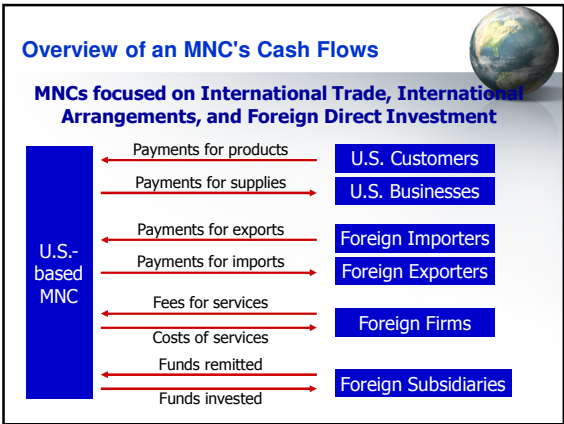 Overview of an MNC's Cash Flows
MNCs focused on International Trade, International
Arrangements, and Foreign Direct Investment
U.S.-
based
MNC
Payments for products
U.S. Customers
Payments for supplies
U.S. Businesses
Payments for exports
Foreign Importers
Payments for imports
Foreign Exporters
Fees for services
Foreign Firms
Costs of services
Funds remitted
Foreign Subsidiaries
Funds invested